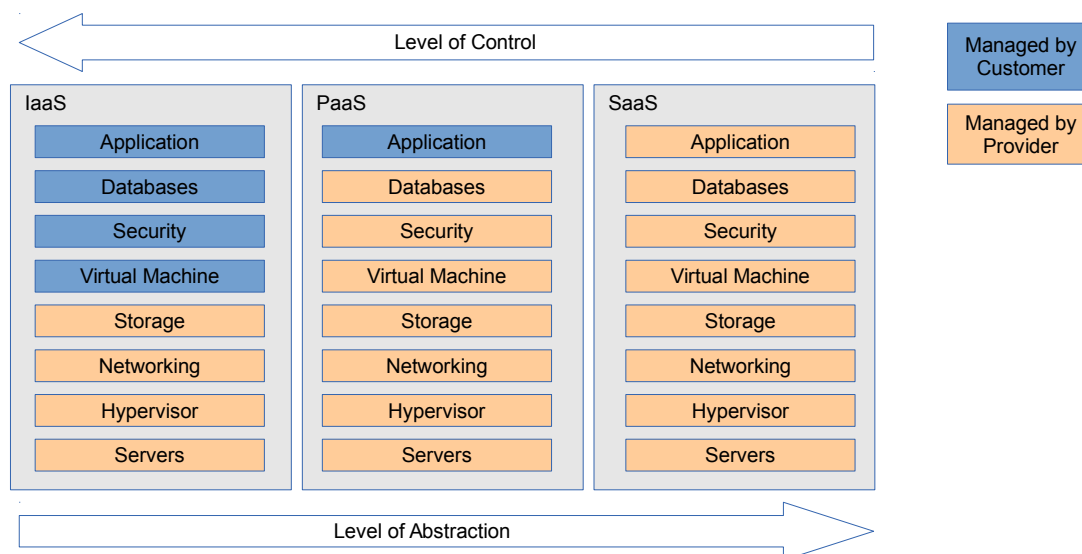 Level of Control
Managed by
Customer
Managed by
Provider
IaaS
Application
Databases
Security
Virtual Machine
Storage
Networking
Hypervisor
Servers
PaaS
Application
Databases
Security
Virtual Machine
Storage
Networking
Hypervisor
Servers
SaaS
Application
Databases
Security
Virtual Machine
Storage
Networking
Hypervisor
Servers
Level of Abstraction